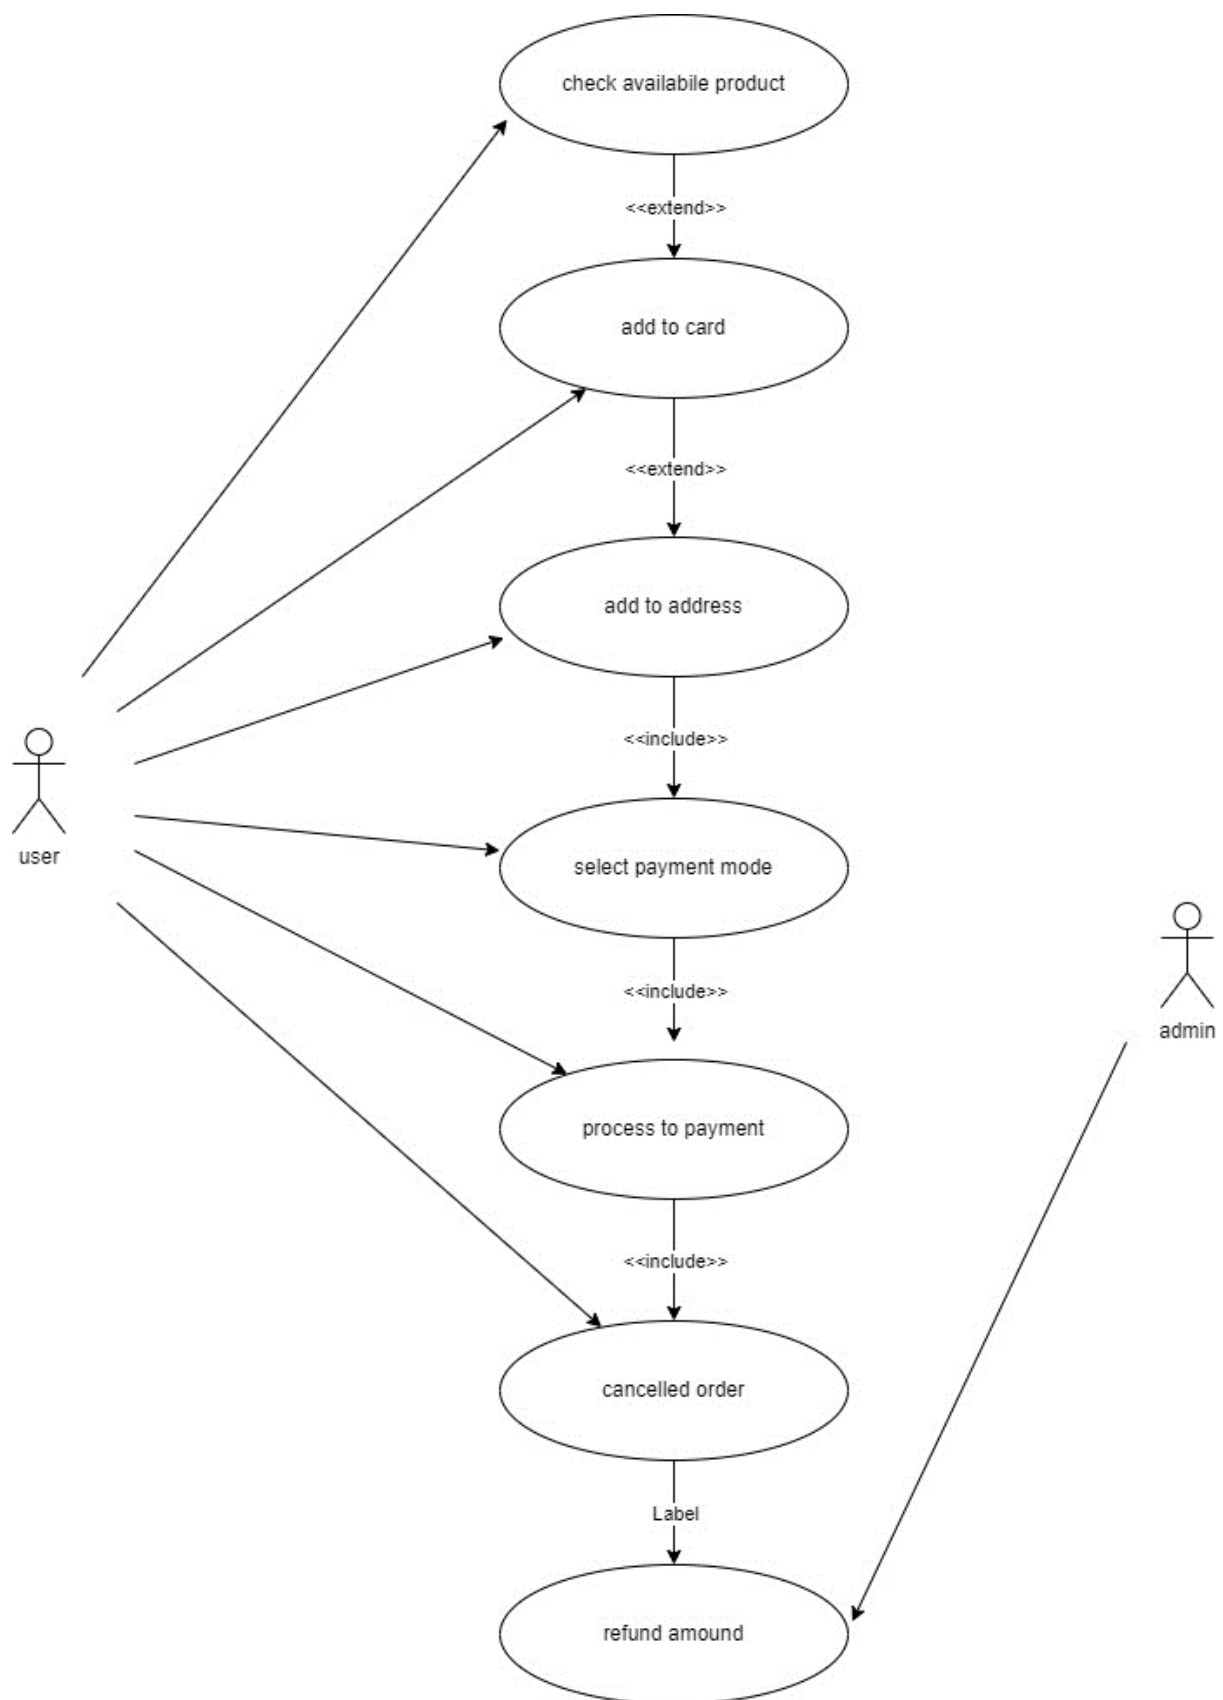 check availabile product
<<extend>>
add to card
<<extend>>
add to address
<<include>>
user
select payment mode
<<include>>
admin
process to payment
<<include>>
cancelled order
Label
refund amound